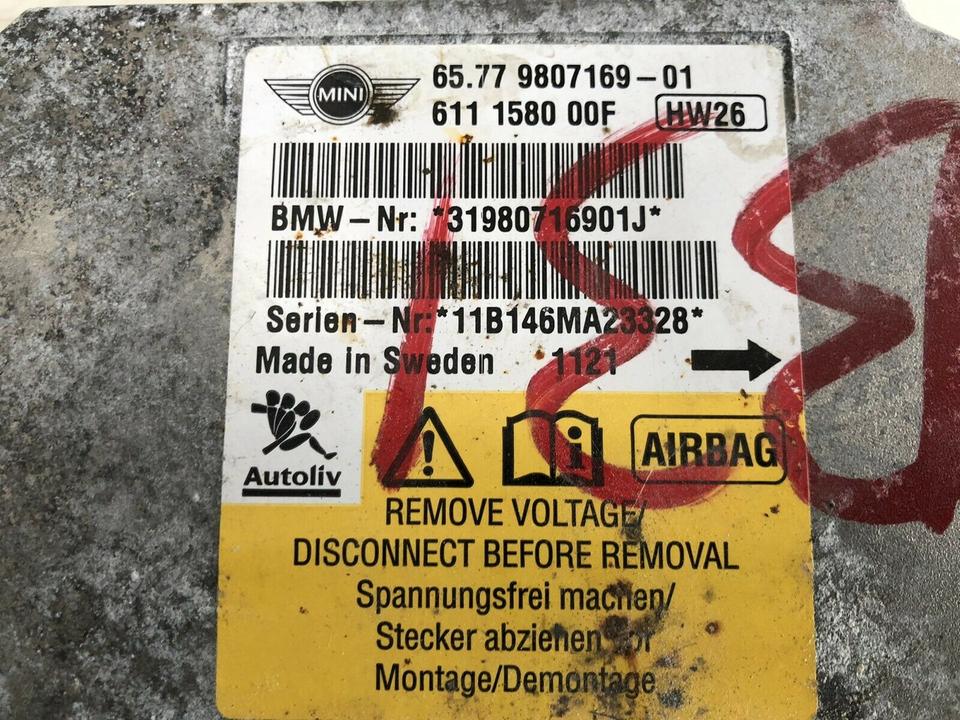 MINI
65.77 9807169-01
611 1580 00F HW26
BMW-Nr: *31980716901J*
Serien-Nr:*11B146MA23328*
Made in Sweden 1121
Autoliv
AIRBAG
REMOVE VOLTAGE/
DISCONNECT BEFORE REMOVAL
Spannungsfrei machen/
Stecker abziehen vor
Montage/Demontage